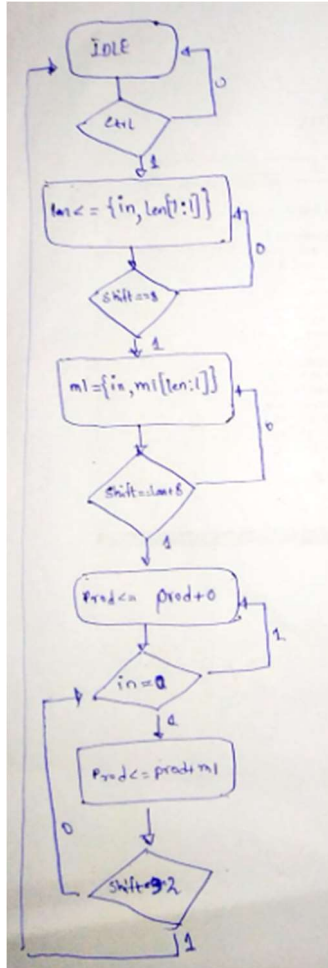 IDLE
0
Ctrl
1
len<={in,len[7:1]}
0
Shift==8
1
m1={in,m1[len:1]}
0
Shift==len+8
1
Prod<= prod+0
1
in=0
1
Prod<=prod+m1
0
1